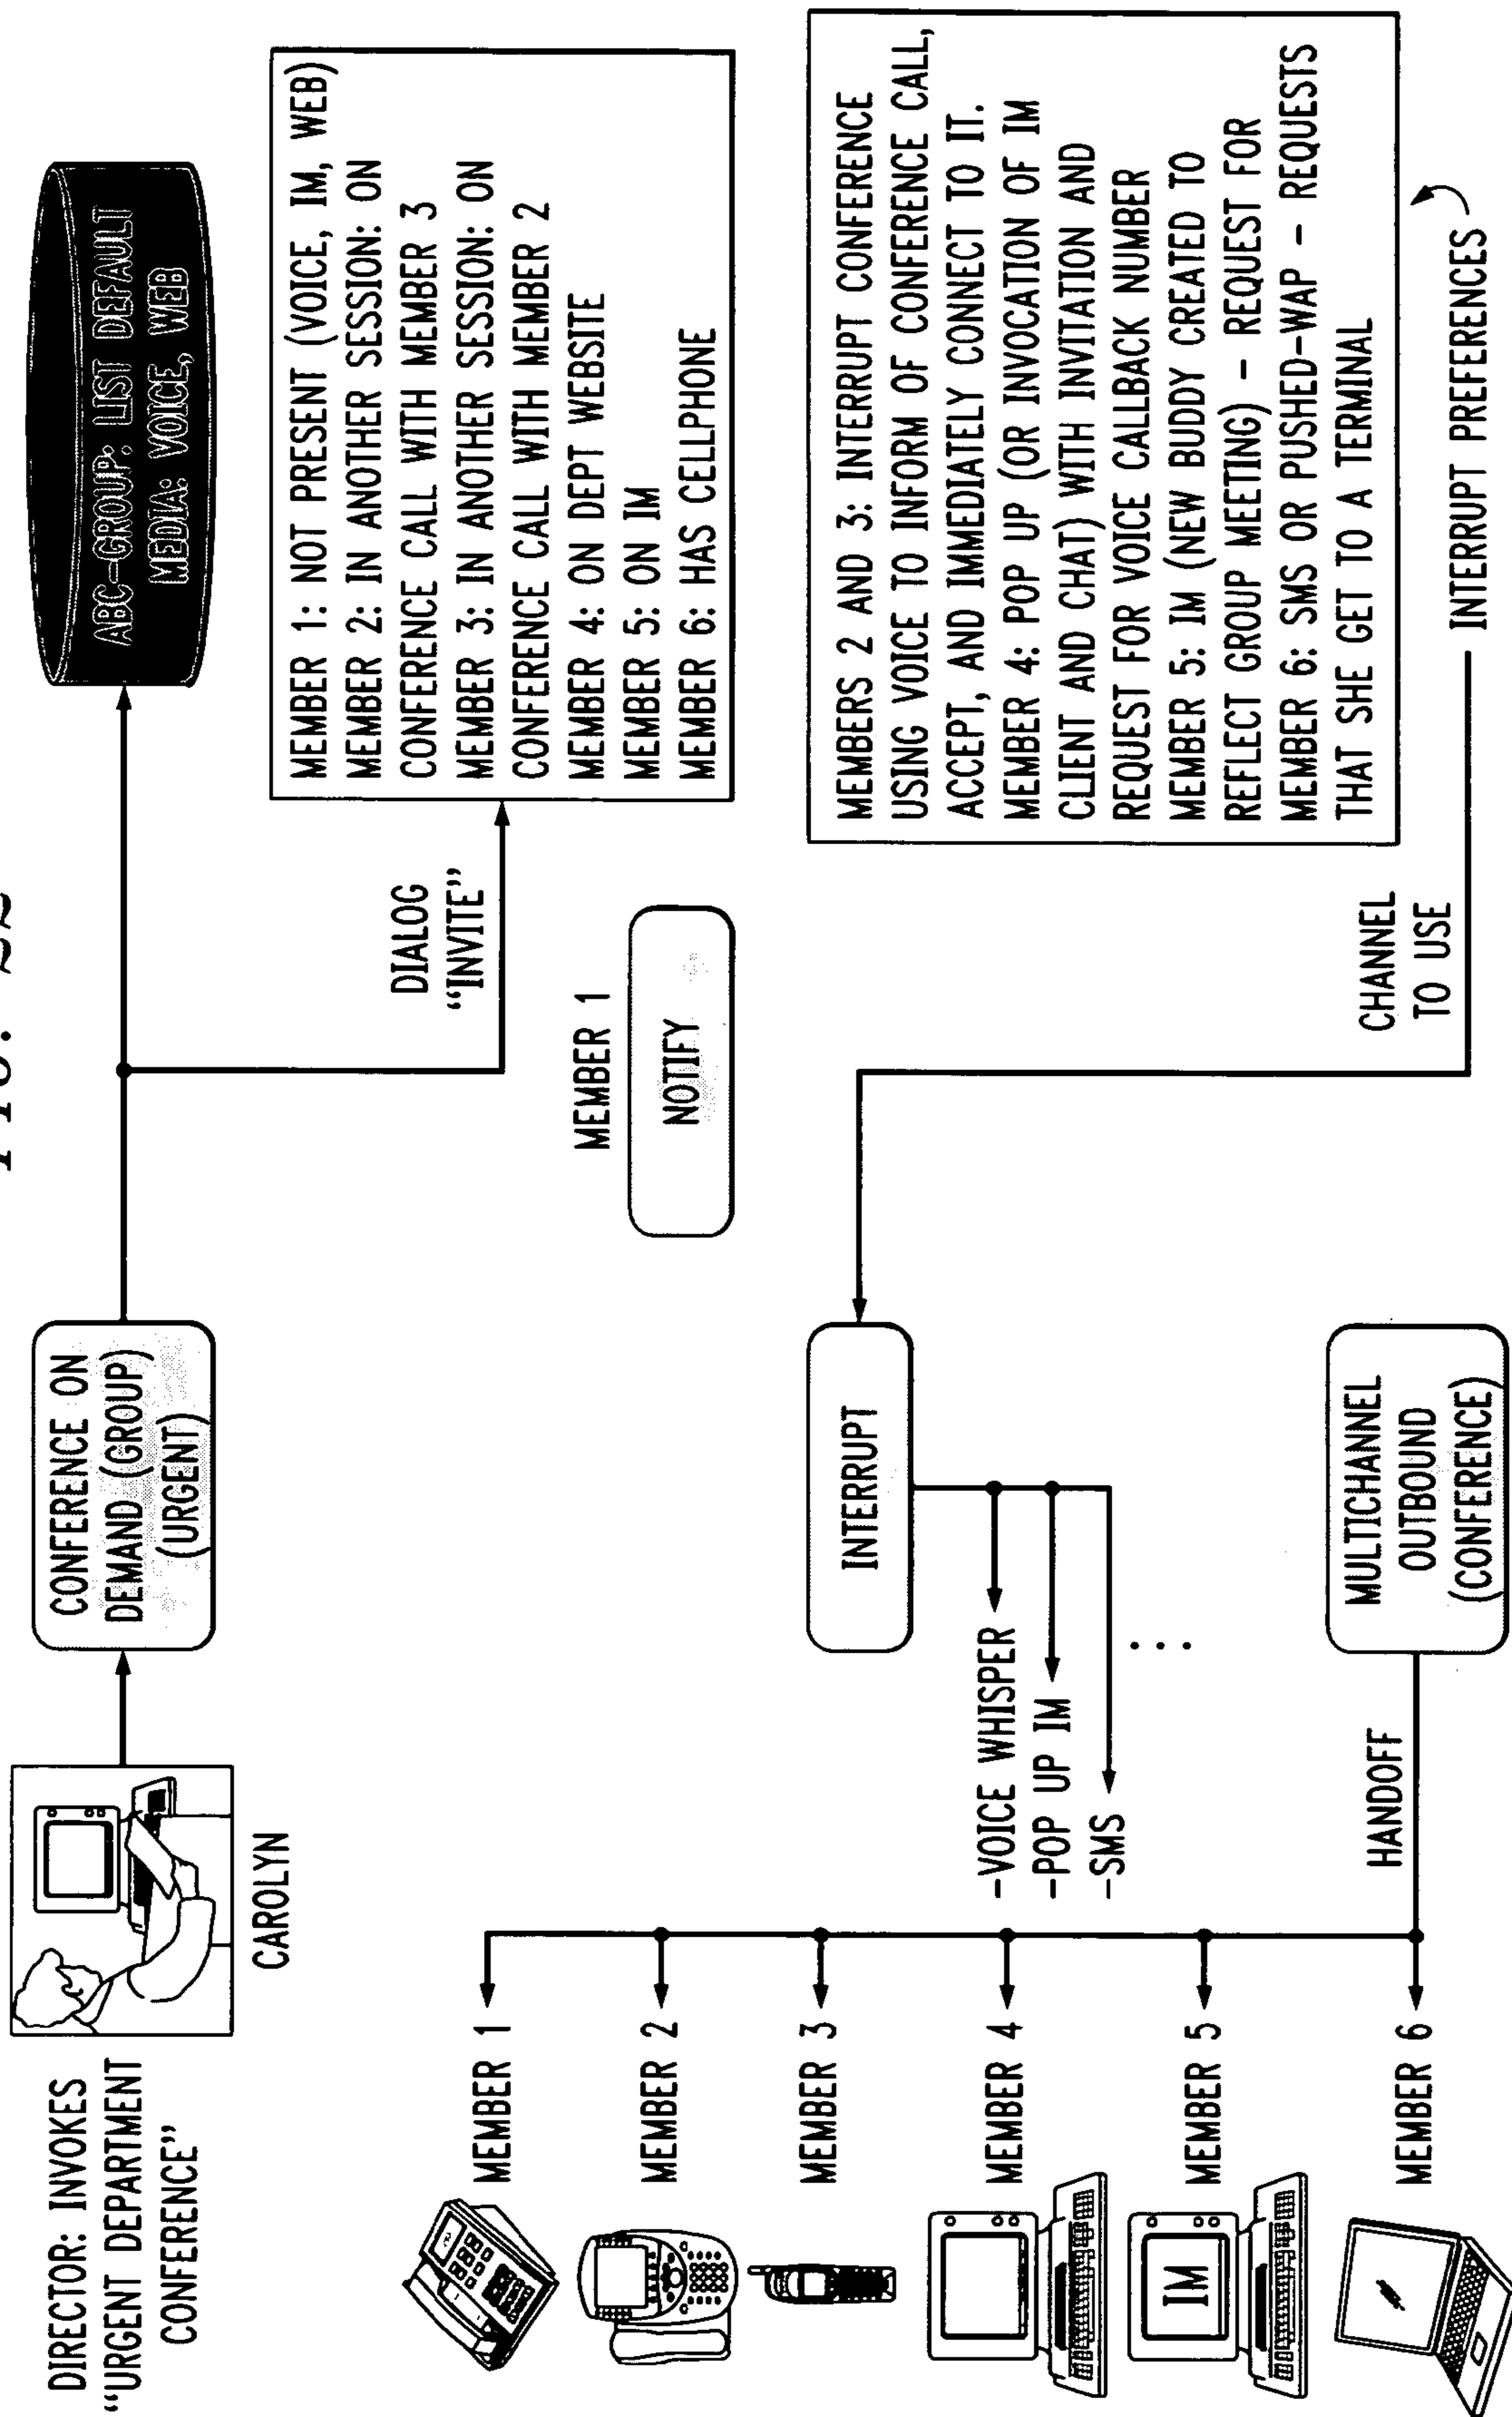 FIG. 22
DIRECTOR: INVOKES
“URGENT DEPARTMENT
CONFERENCE”
CAROLYN
CONFERENCE ON
DEMAND (GROUP)
(URGENT)
ABC-GROUP: LIST DEFAULT
MEDIA: VOICE, WEB
DIALOG
“INVITE”
MEMBER 1: NOT PRESENT (VOICE, IM, WEB)
MEMBER 2: IN ANOTHER SESSION: ON
CONFERENCE CALL WITH MEMBER 3
MEMBER 3: IN ANOTHER SESSION: ON
CONFERENCE CALL WITH MEMBER 2
MEMBER 4: ON DEPT WEBSITE
MEMBER 5: ON IM
MEMBER 6: HAS CELLPHONE
MEMBER 1
NOTIFY
MEMBERS 2 AND 3: INTERRUPT CONFERENCE
USING VOICE TO INFORM OF CONFERENCE CALL,
ACCEPT, AND IMMEDIATELY CONNECT TO IT.
MEMBER 4: POP UP (OR INVOCATION OF IM
CLIENT AND CHAT) WITH INVITATION AND
REQUEST FOR VOICE CALLBACK NUMBER
MEMBER 5: IM (NEW BUDDY CREATED TO
REFLECT GROUP MEETING) - REQUEST FOR
MEMBER 6: SMS OR PUSHED-WAP - REQUESTS
THAT SHE GET TO A TERMINAL
INTERRUPT PREFERENCES
CHANNEL
TO USE
INTERRUPT
-VOICE WHISPER
-POP UP IM
-SMS
...
MULTICHANNEL
OUTBOUND
(CONFERENCE)
HANDOFF
MEMBER 1
MEMBER 2
MEMBER 3
MEMBER 4
MEMBER 5
IM
MEMBER 6